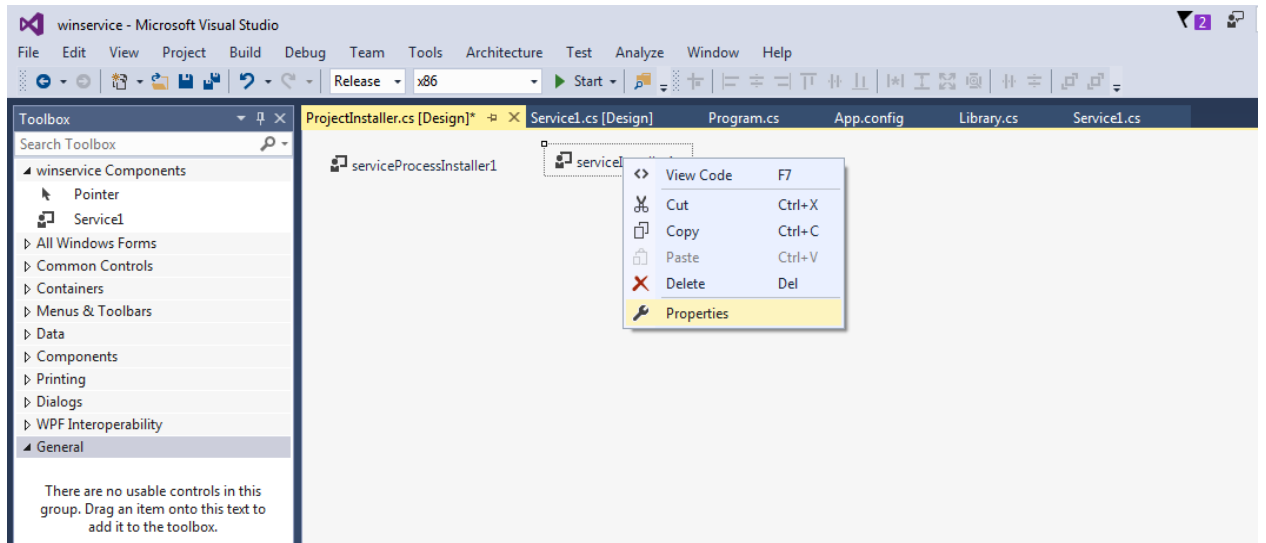 winservice - Microsoft Visual Studio
2
File Edit View Project Build Debug Team Tools Architecture Test Analyze Window Help
Release x86 Start
Toolbox
ProjectInstaller.cs [Design]* Service1.cs [Design] Program.cs App.config Library.cs Service1.cs
Search Toolbox
winservice Components
Pointer
Service1
All Windows Forms
Common Controls
Containers
Menus & Toolbars
Data
Components
Printing
Dialogs
WPF Interoperability
General
There are no usable controls in this
group. Drag an item onto this text to
add it to the toolbox.
serviceProcessInstaller1
View Code F7
Cut Ctrl+X
Copy Ctrl+C
Paste Ctrl+V
Delete Del
Properties